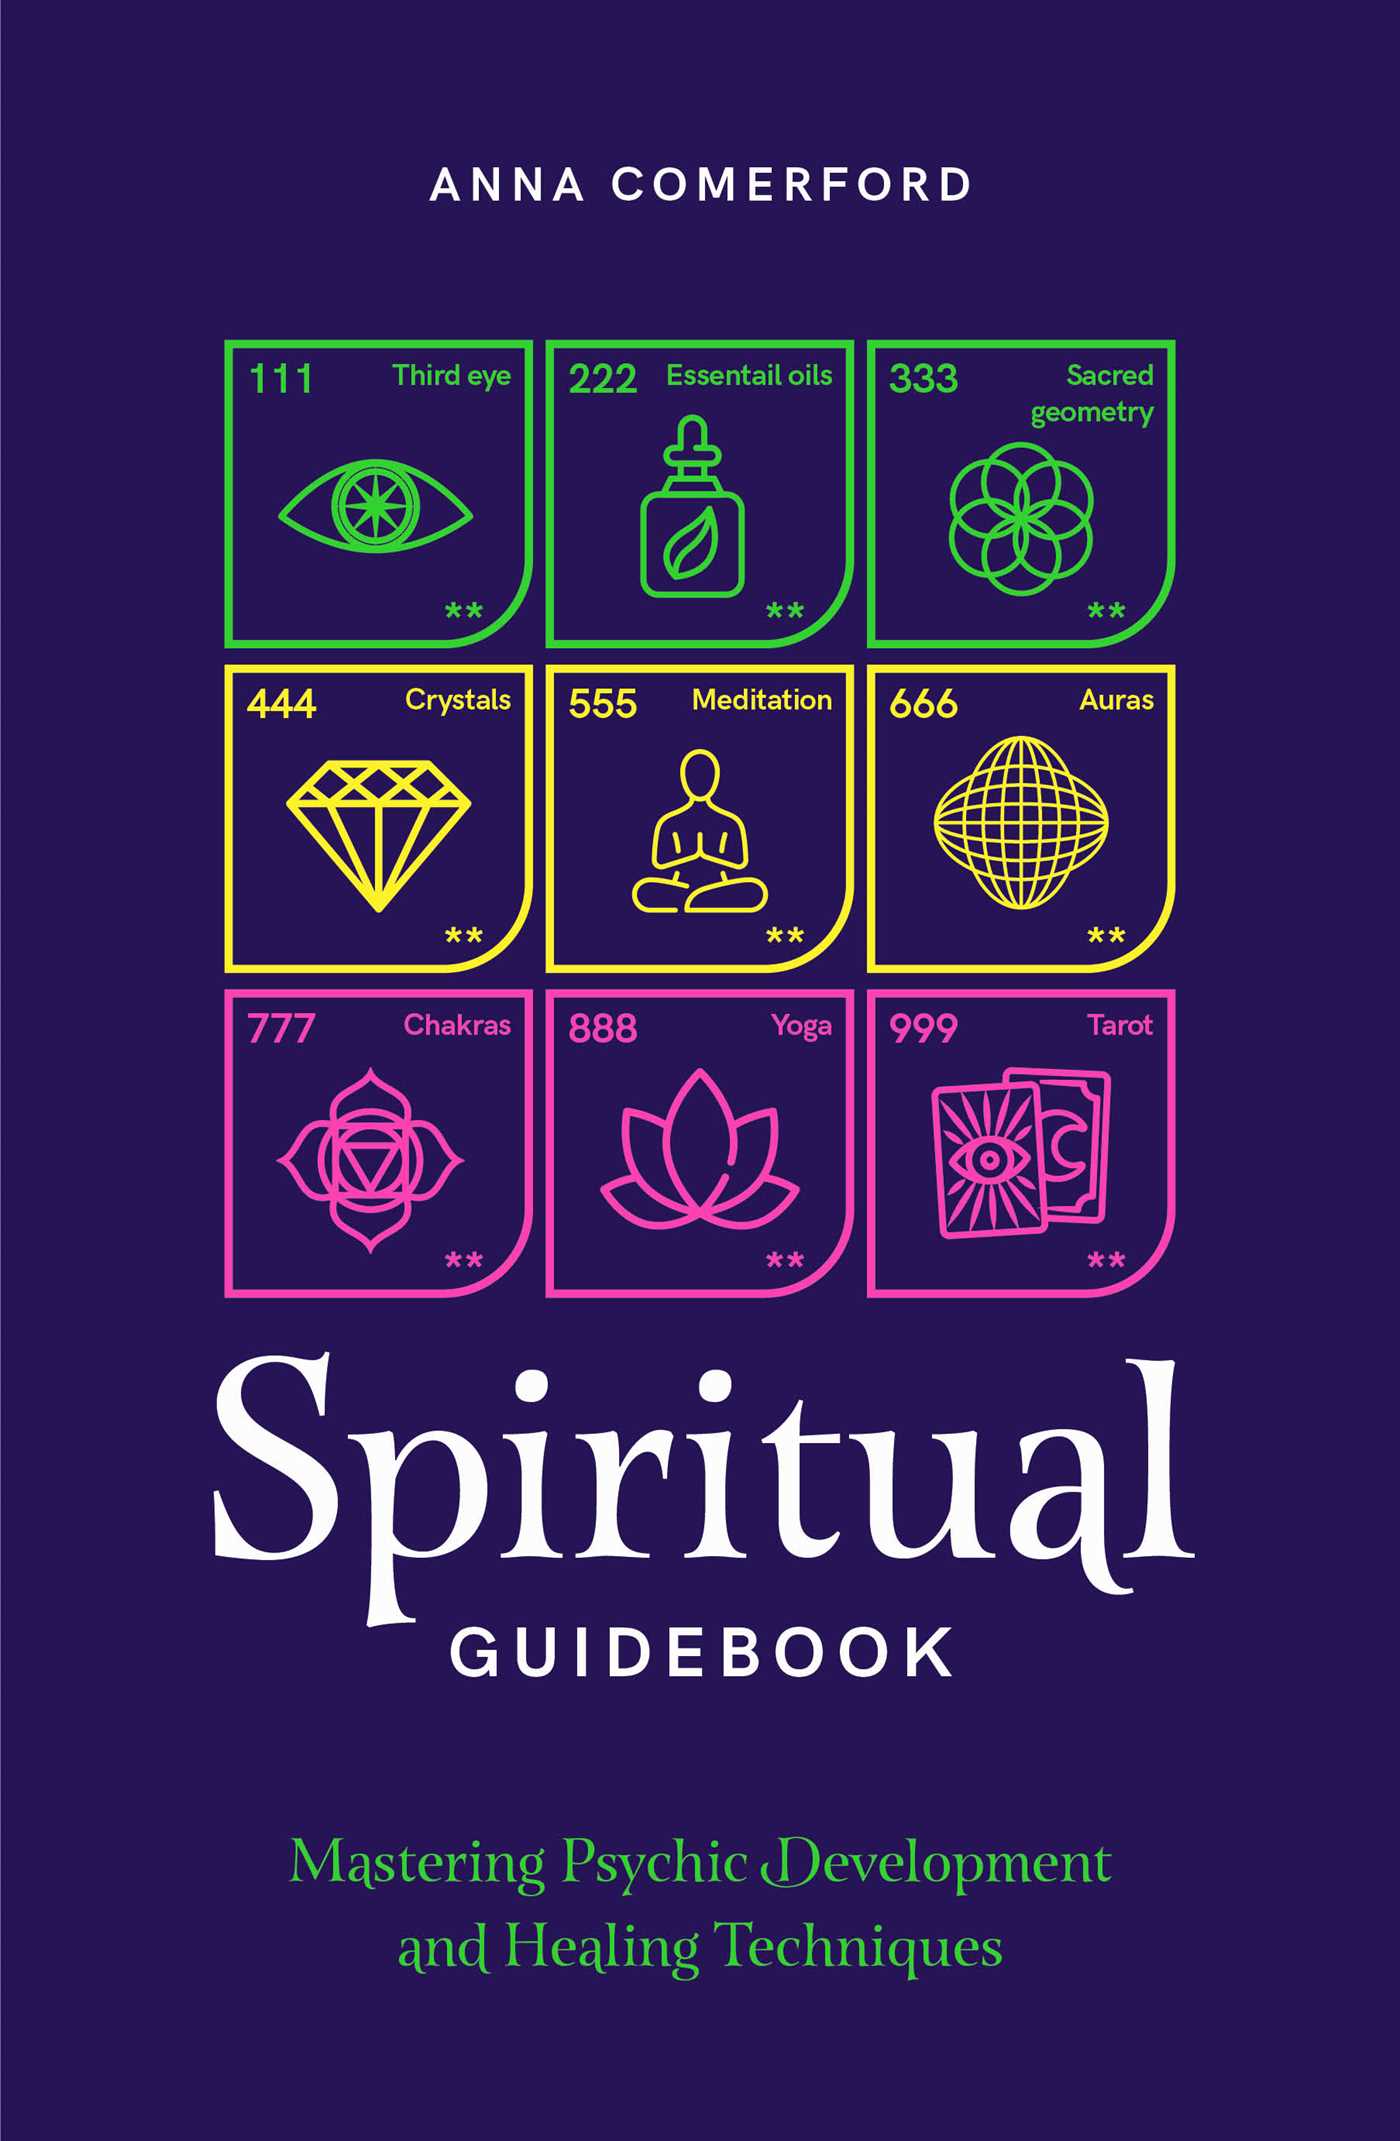 ANNA COMERFORD
111 Third eye
222 Essentail oils
333 Sacred
geometry
**
**
**
444 Crystals
555 Meditation
666 Auras
**
**
**
777 Chakras
888 Yoga
999 Tarot
**
**
**
Spiritual
GUIDEBOOK
Mastering Psychic Development
and Healing Techniques